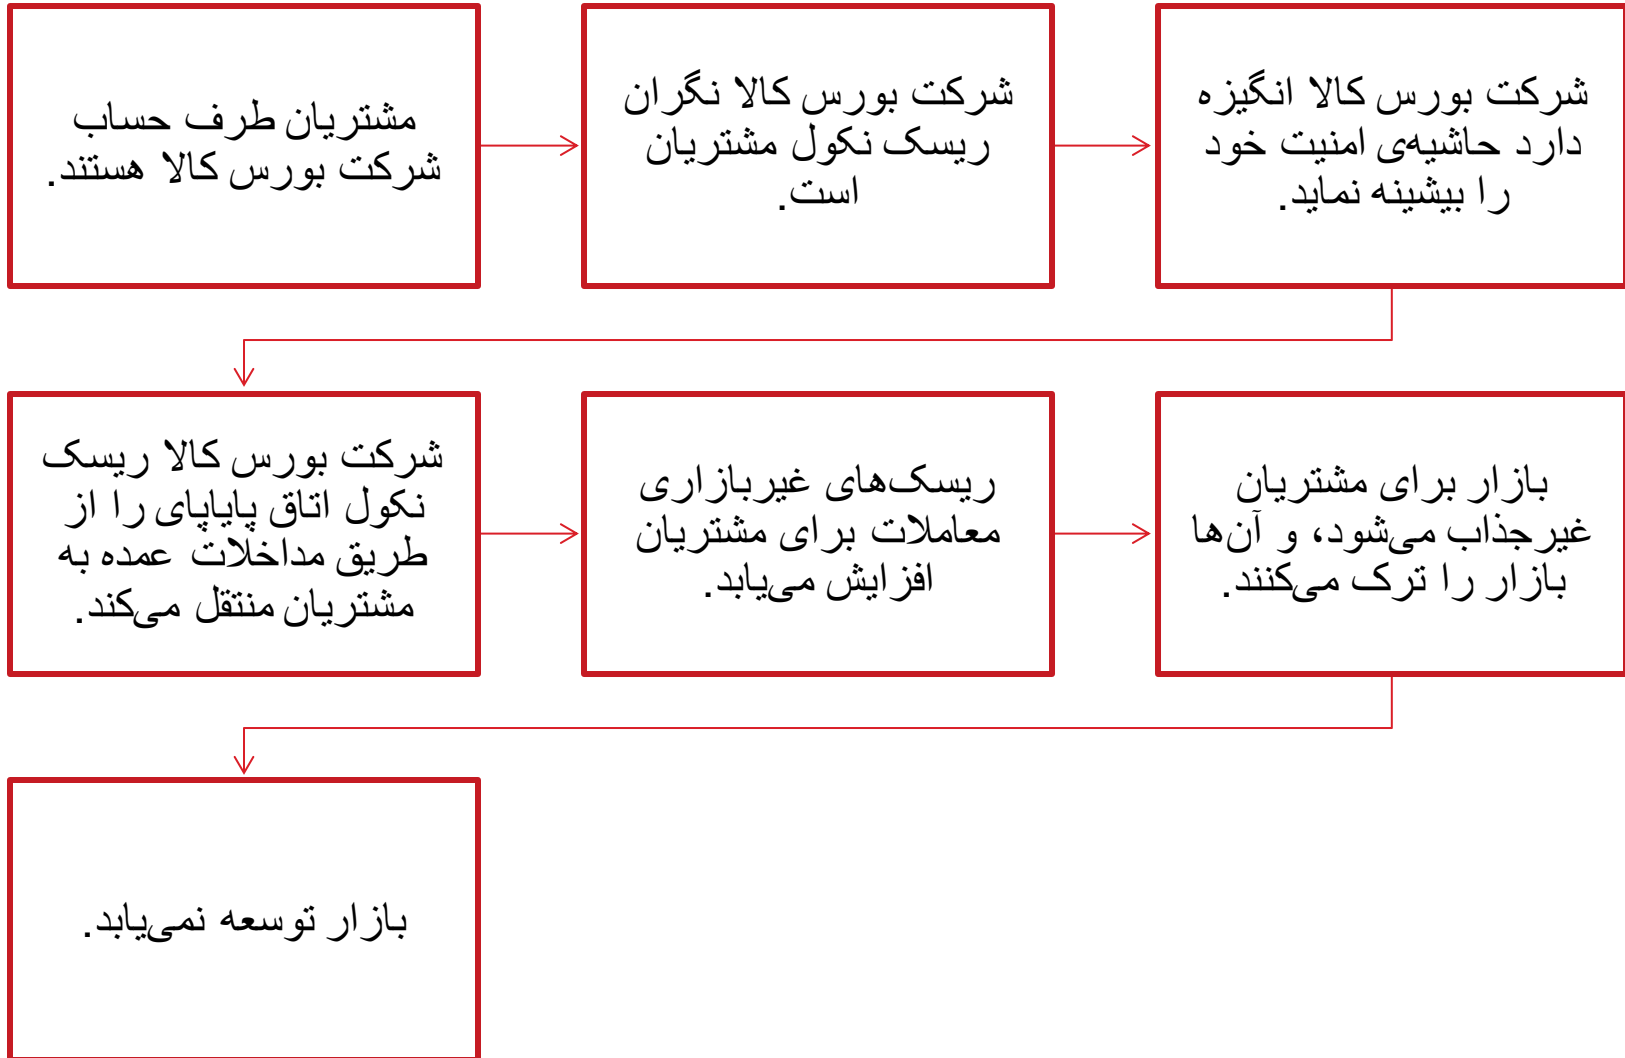 مشتریان طرف حساب
شرکت بورس کالا هستند.
شرکت بورس کالا نگران
ریسک نکول مشتریان
است.
شرکت بورس کالا انگیزه
دارد حاشیه‌ی امنیت خود
را بیشینه نماید.
شرکت بورس کالا ریسک
نکول اتاق پایاپای را از
طریق مداخلات عمده به
مشتریان منتقل می‌کند.
ریسک‌های غیربازاری
معاملات برای مشتریان
افزایش می‌یابد.
بازار برای مشتریان
غیرجذاب می‌شود، و آن‌ها
بازار را ترک می‌کنند.
بازار توسعه نمی‌یابد.